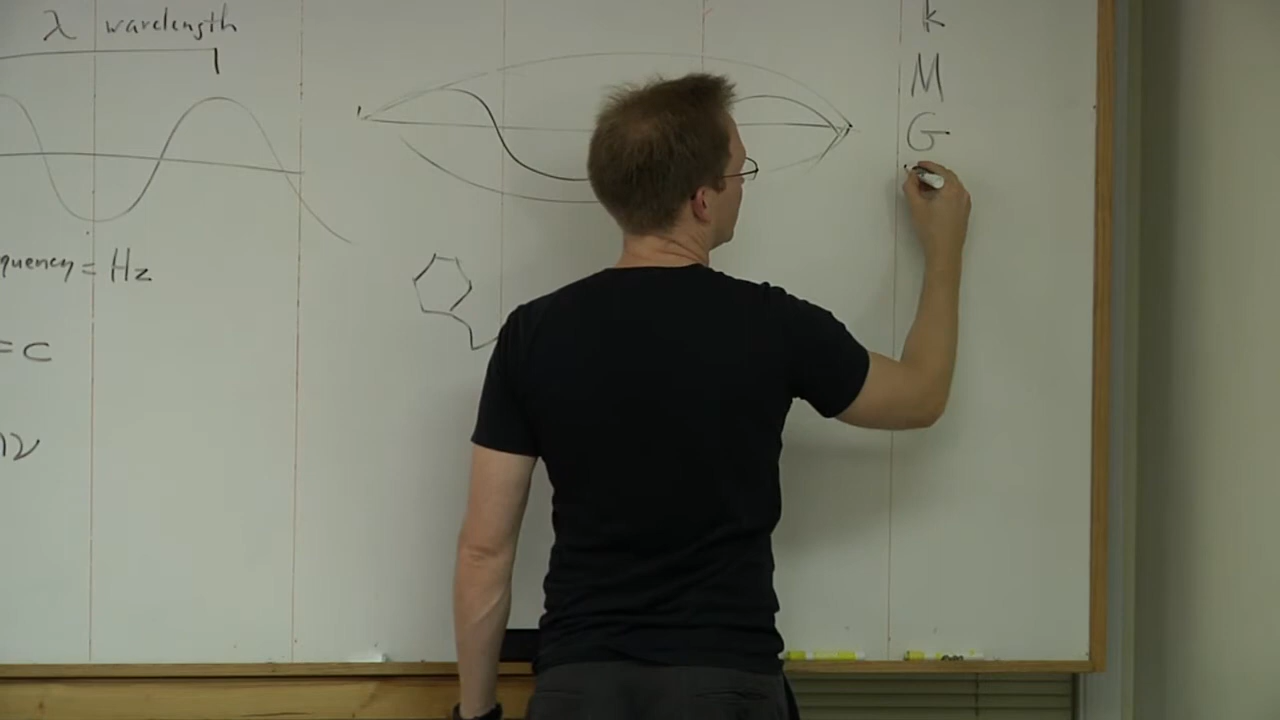 λ wavelength
k
M
G
quency = Hz
= c
ν